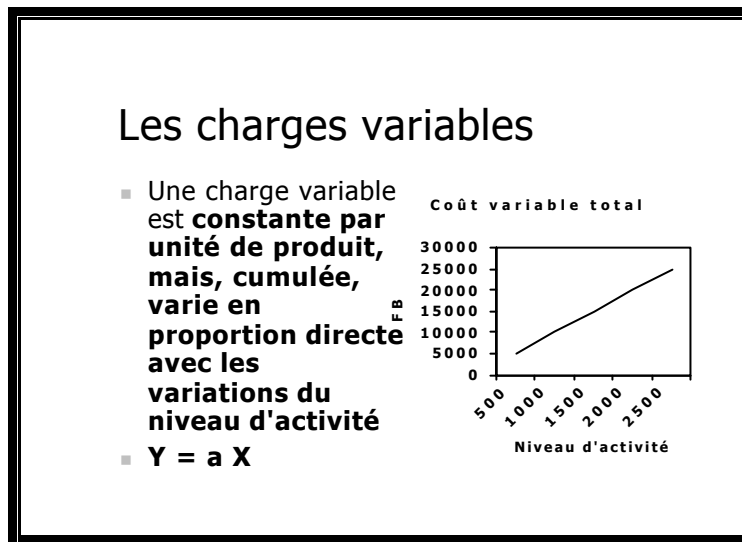 Les charges variables
Une charge variable
est constante par
unité de produit,
mais, cumulée,
varie en
proportion directe
avec les
variations du
niveau d'activité
Y = a X
Coût variable total
30000
25000
20000
15000
10000
5000
0
FB
500
1000
1500
2000
2500
Niveau d'activité